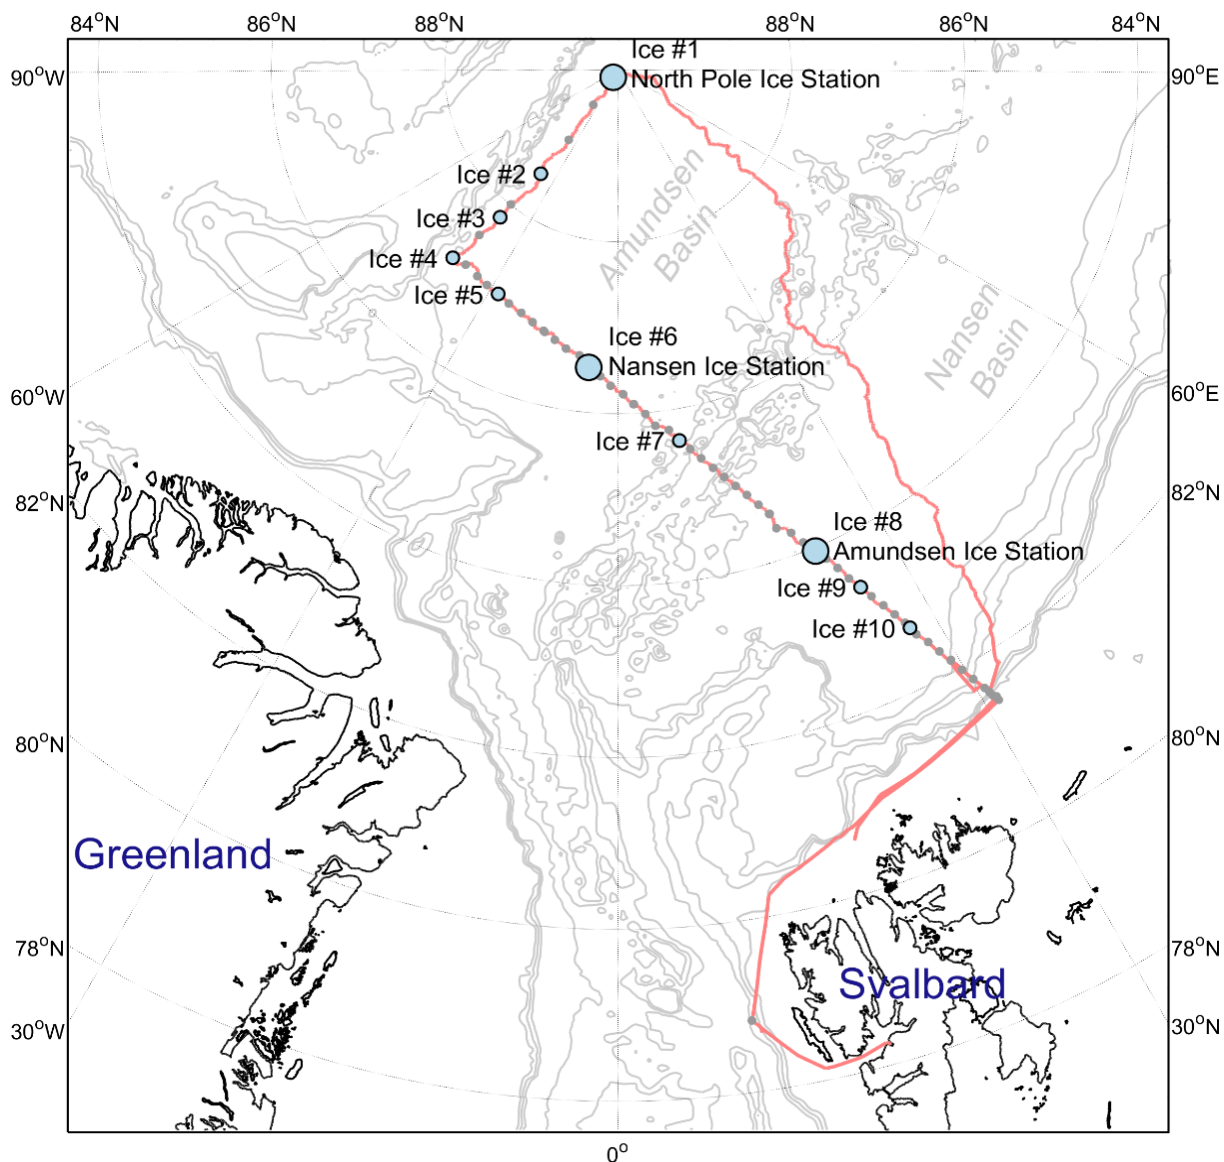 84°N 86°N 88°N 88°N 86°N 84°N
Ice #1
90°W North Pole Ice Station 90°E
Amundsen
Basin
Ice #2
Ice #3
Ice #4
Ice #5
Nansen
Basin
Ice #6
Nansen Ice Station
60°W 60°E
Ice #7
82°N 82°N
Ice #8
Amundsen Ice Station
Ice #9
Ice #10
80°N 80°N
Greenland
78°N 78°N
Svalbard
30°W 30°N
0°